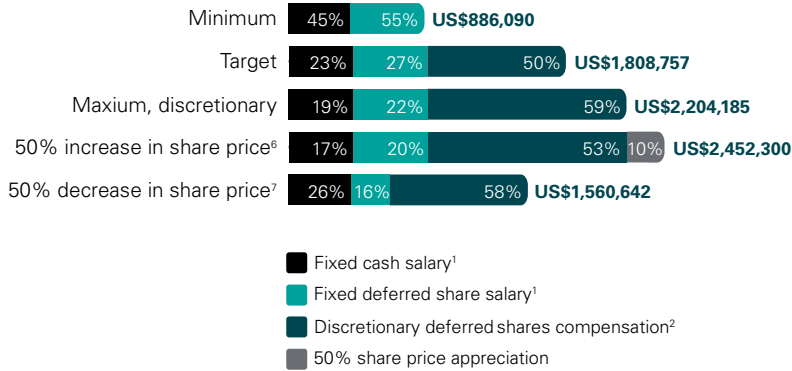 Minimum 45% 55% US$886,090
Target 23% 27% 50% US$1,808,757
Maxium, discretionary 19% 22% 59% US$2,204,185
50% increase in share price⁶ 17% 20% 53% 10% US$2,452,300
50% decrease in share price⁷ 26% 16% 58% US$1,560,642
Fixed cash salary¹
Fixed deferred share salary¹
Discretionary deferred shares compensation²
50% share price appreciation